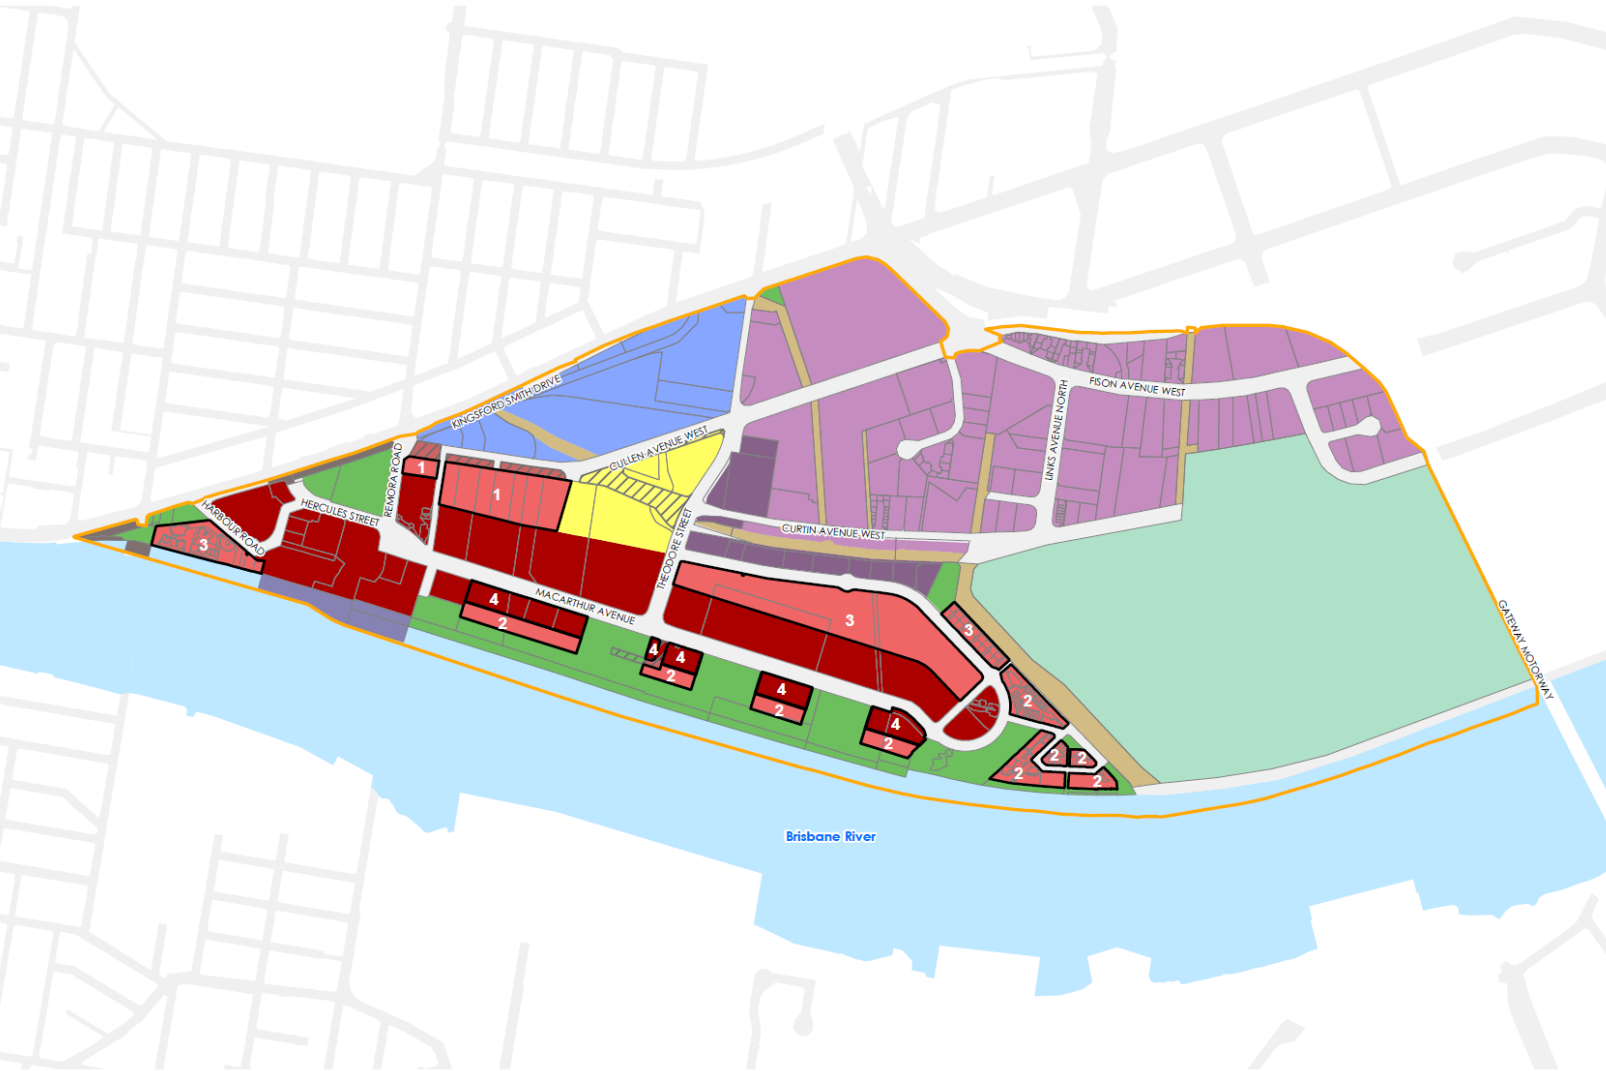 KINGSFORD SMITH DRIVE
FISON AVENUE WEST
LINKS AVENUE NORTH
CULLEN AVENUE WEST
REMORA ROAD
1
1
HARBOUR ROAD
HERCULES STREET
3
THEODORE STREET
CURTIN AVENUE WEST
MACARTHUR AVENUE
4
2
3
3
4
4
2
4
2
2
4
2
2
2
2
2
GATEWAY MOTORWAY
Brisbane River